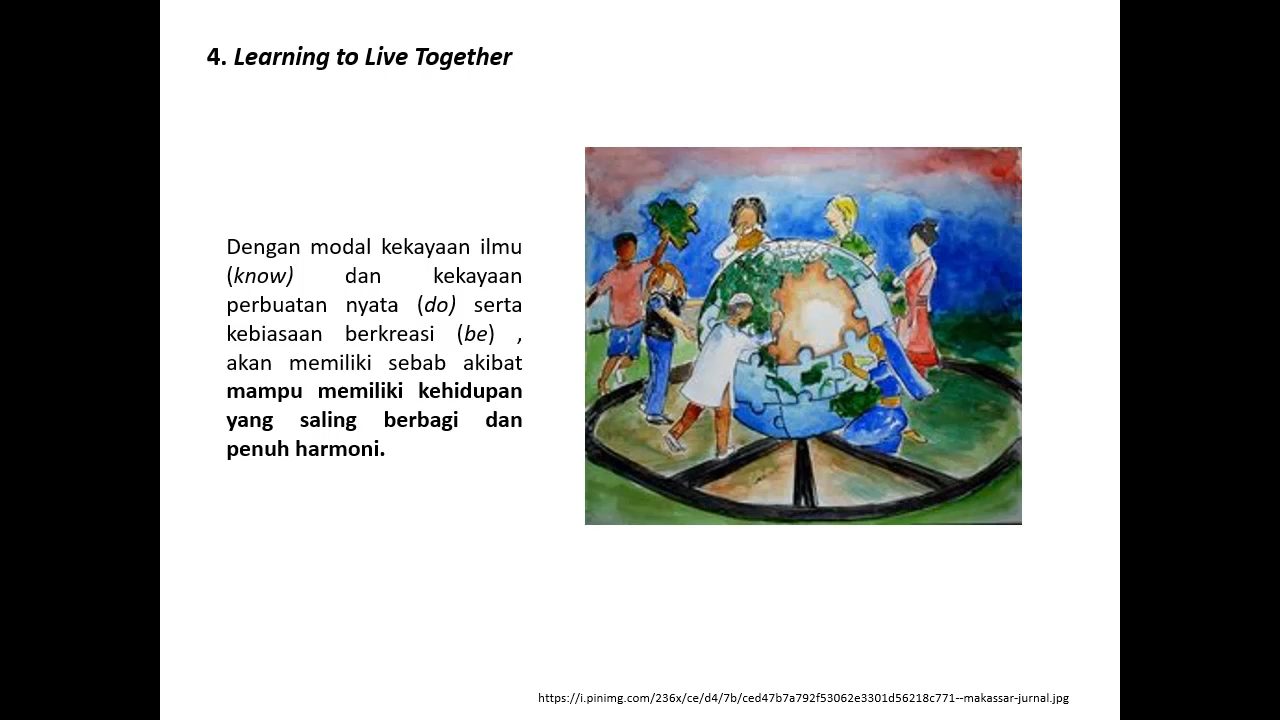 4. Learning to Live Together
Dengan modal kekayaan ilmu
(know) dan kekayaan
perbuatan nyata (do) serta
kebiasaan berkreasi (be) ,
akan memiliki sebab akibat
mampu memiliki kehidupan
yang saling berbagi dan
penuh harmoni.
https://i.pinimg.com/236x/ce/d4/7b/ced47b7a792f53062e3301d56218c771--makassar-jurnal.jpg